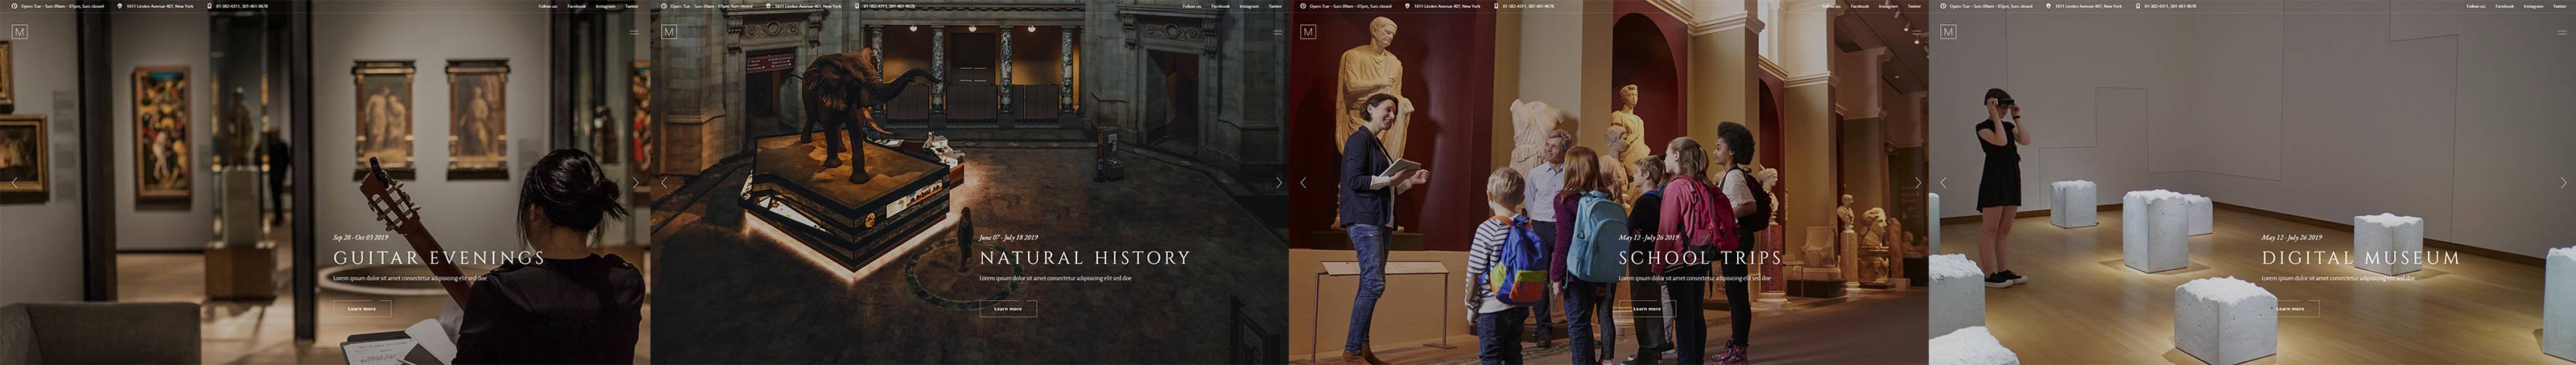 Open: Tue – Sun: 09am – 07pm, Sun: closed
1611 Linden Avenue 407, New York
01-382-4311, 301-461-9678
Follow us:
Facebook
Instagram
Twitter
M
Sep 28 - Oct 03 2019
GUITAR EVENINGS
Lorem ipsum dolor sit amet consectetur adipisicing elit sed doe
Learn more
Open: Tue – Sun: 09am – 07pm, Sun: closed
1611 Linden Avenue 407, New York
01-382-4311, 301-461-9678
Follow us:
Facebook
Instagram
Twitter
M
June 07 - July 18 2019
NATURAL HISTORY
Lorem ipsum dolor sit amet consectetur adipisicing elit sed doe
Learn more
Open: Tue – Sun: 09am – 07pm, Sun: closed
1611 Linden Avenue 407, New York
01-382-4311, 301-461-9678
Follow us:
Facebook
Instagram
Twitter
M
May 12 - July 26 2019
SCHOOL TRIPS
Lorem ipsum dolor sit amet consectetur adipisicing elit sed doe
Learn more
Open: Tue – Sun: 09am – 07pm, Sun: closed
1611 Linden Avenue 407, New York
01-382-4311, 301-461-9678
Follow us:
Facebook
Instagram
Twitter
M
May 12 - July 26 2019
DIGITAL MUSEUM
Lorem ipsum dolor sit amet consectetur adipisicing elit sed doe
Learn more